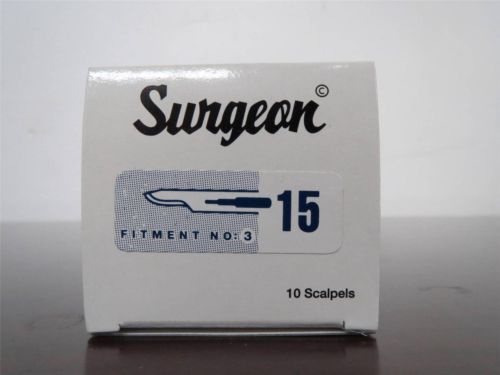 Surgeon ©
15
FITMENT NO: 3
10 Scalpels